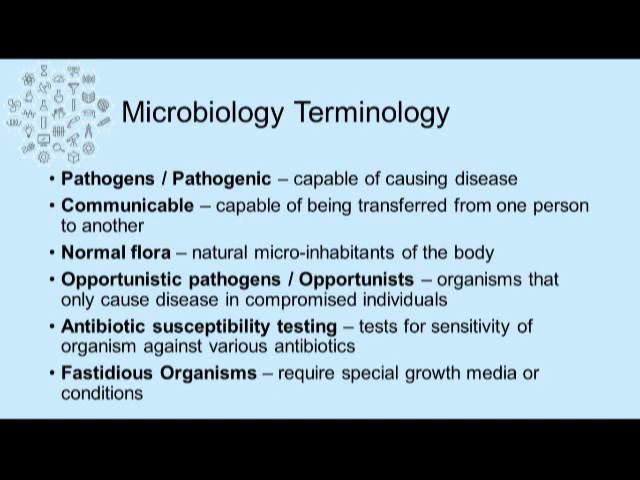 Microbiology Terminology
• Pathogens / Pathogenic – capable of causing disease
• Communicable – capable of being transferred from one person
to another
• Normal flora – natural micro-inhabitants of the body
• Opportunistic pathogens / Opportunists – organisms that
only cause disease in compromised individuals
• Antibiotic susceptibility testing – tests for sensitivity of
organism against various antibiotics
• Fastidious Organisms – require special growth media or
conditions